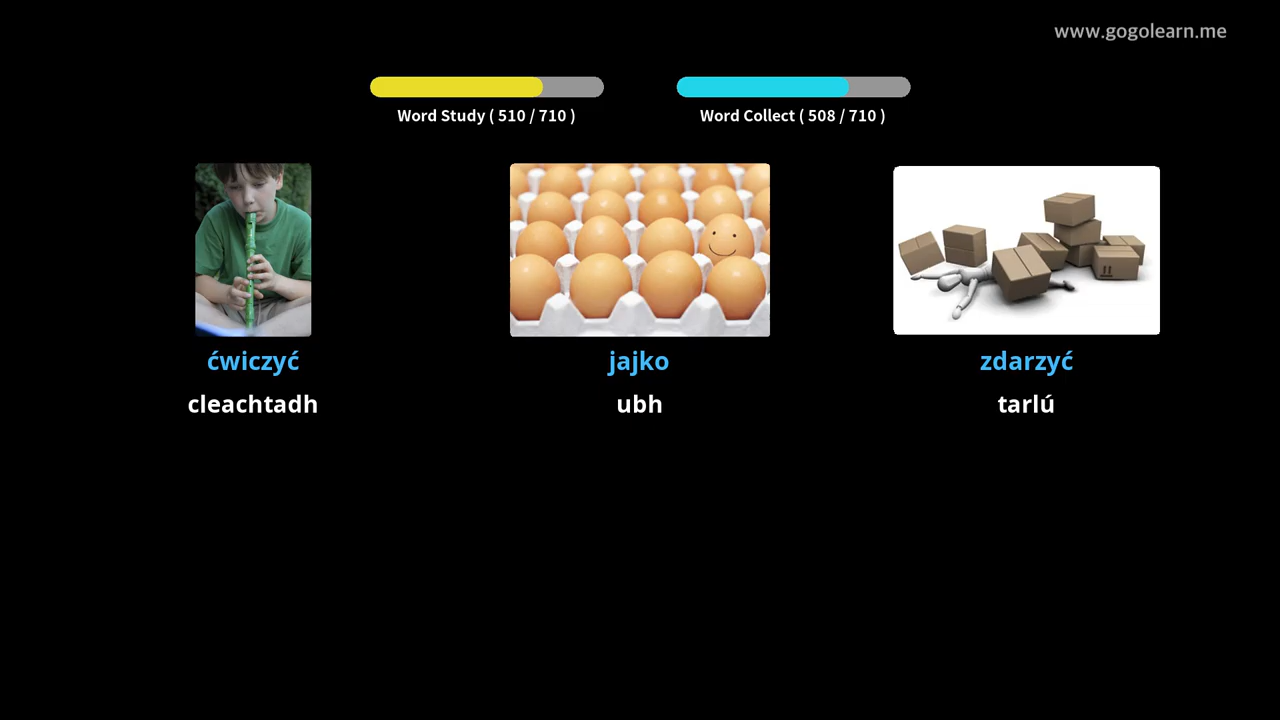 www.gogolearn.me
Word Study ( 510 / 710 )
Word Collect ( 508 / 710 )
ćwiczyć
cleachtadh
jajko
ubh
zdarzyć
tarlú